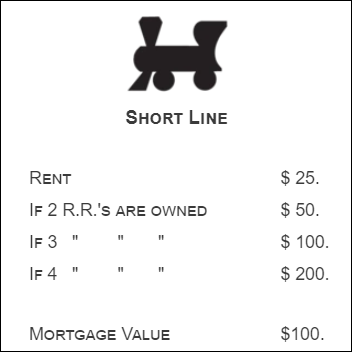 Short Line
Rent $ 25.
If 2 R.R.'s are owned $ 50.
If 3 " " " $ 100.
If 4 " " " $ 200.
Mortgage Value $100.